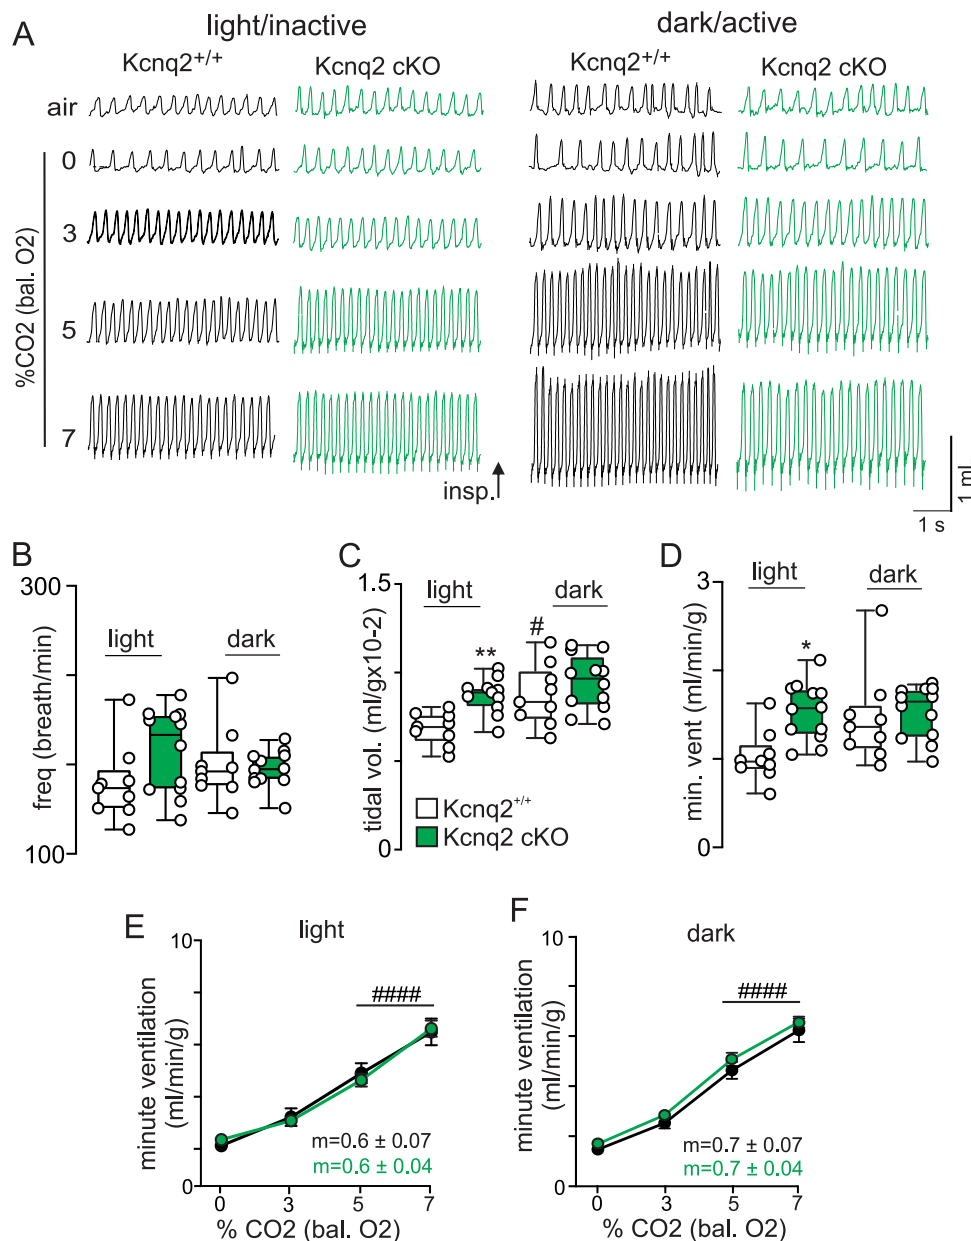 A
light/inactive
dark/active
Kcnq2+/+
Kcnq2 cKO
Kcnq2+/+
Kcnq2 cKO
air
0
3
5
7
%CO2 (bal. O2)
insp.
1 s
1 ml
B
300
100
freq (breath/min)
light
dark
C
1.5
0
tidal vol. (ml/gx10-2)
light
dark
**
#
Kcnq2+/+
Kcnq2 cKO
D
3
0
min. vent (ml/min/g)
light
dark
*
E
light
10
0
minute ventilation
(ml/min/g)
####
m=0.6 ± 0.07
m=0.6 ± 0.04
0 3 5 7
% CO2 (bal. O2)
F
dark
10
0
minute ventilation
(ml/min/g)
####
m=0.7 ± 0.07
m=0.7 ± 0.04
0 3 5 7
% CO2 (bal. O2)